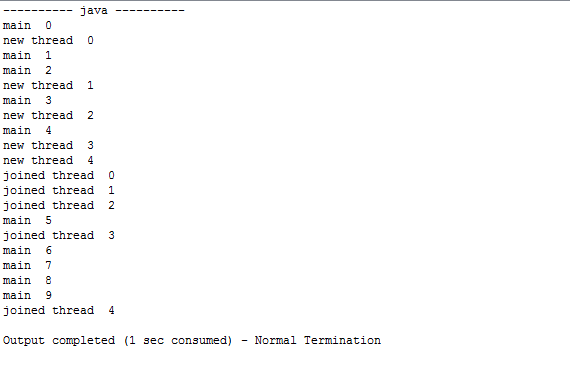 ---------- java ----------
main  0
new thread  0
main  1
main  2
new thread  1
main  3
new thread  2
main  4
new thread  3
new thread  4
joined thread  0
joined thread  1
joined thread  2
main  5
joined thread  3
main  6
main  7
main  8
main  9
joined thread  4
Output completed (1 sec consumed) - Normal Termination